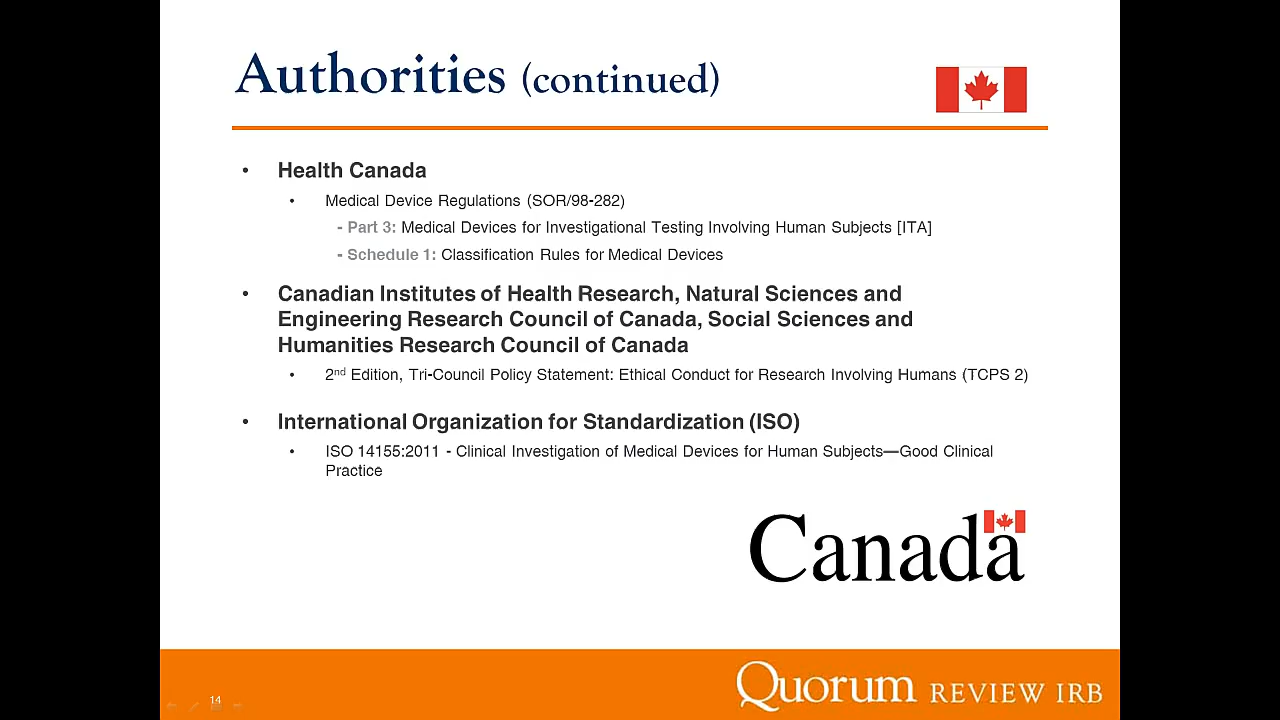 Authorities (continued)
• Health Canada
• Medical Device Regulations (SOR/98-282)
- Part 3: Medical Devices for Investigational Testing Involving Human Subjects [ITA]
- Schedule 1: Classification Rules for Medical Devices
• Canadian Institutes of Health Research, Natural Sciences and
Engineering Research Council of Canada, Social Sciences and
Humanities Research Council of Canada
• 2nd Edition, Tri-Council Policy Statement: Ethical Conduct for Research Involving Humans (TCPS 2)
• International Organization for Standardization (ISO)
• ISO 14155:2011 - Clinical Investigation of Medical Devices for Human Subjects—Good Clinical
Practice
Canada
14
Quorum REVIEW IRB